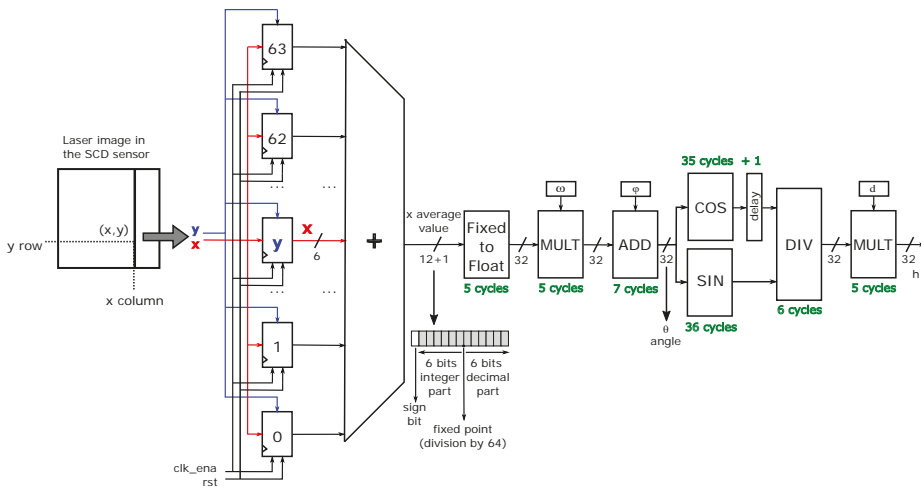 Laser image in
the SCD sensor
(x,y)
y row
x column
y
x
63
62
... ...
y
x
6
... ...
1
0
clk_ena
rst
+
x average
value
12+1
6 bits
integer
part
6 bits
decimal
part
sign
bit
fixed point
(division by 64)
Fixed
to
Float
5 cycles
32
ω
MULT
5 cycles
32
φ
ADD
7 cycles
32
θ
angle
35 cycles + 1
COS
delay
SIN
36 cycles
DIV
6 cycles
32
d
MULT
5 cycles
32
h